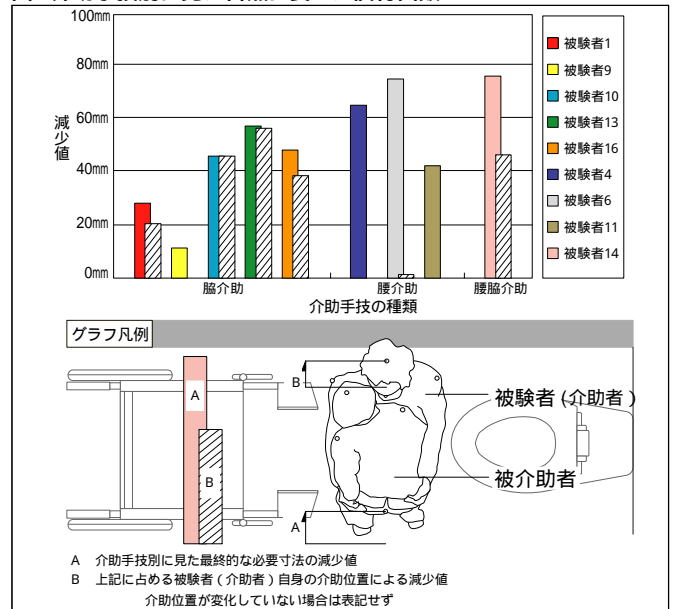 100mm
80mm
60mm
40mm
20mm
0mm
減少値
脇介助
腰介助
腰脇介助
介助手技の種類
被験者1
被験者9
被験者10
被験者13
被験者16
被験者4
被験者6
被験者11
被験者14
グラフ凡例
A
B
B
A
被験者(介助者)
被介助者
A 介助手技別に見た最終的な必要寸法の減少値
B 上記に占める被験者(介助者)自身の介助位置による減少値
介助位置が変化していない場合は表記せず